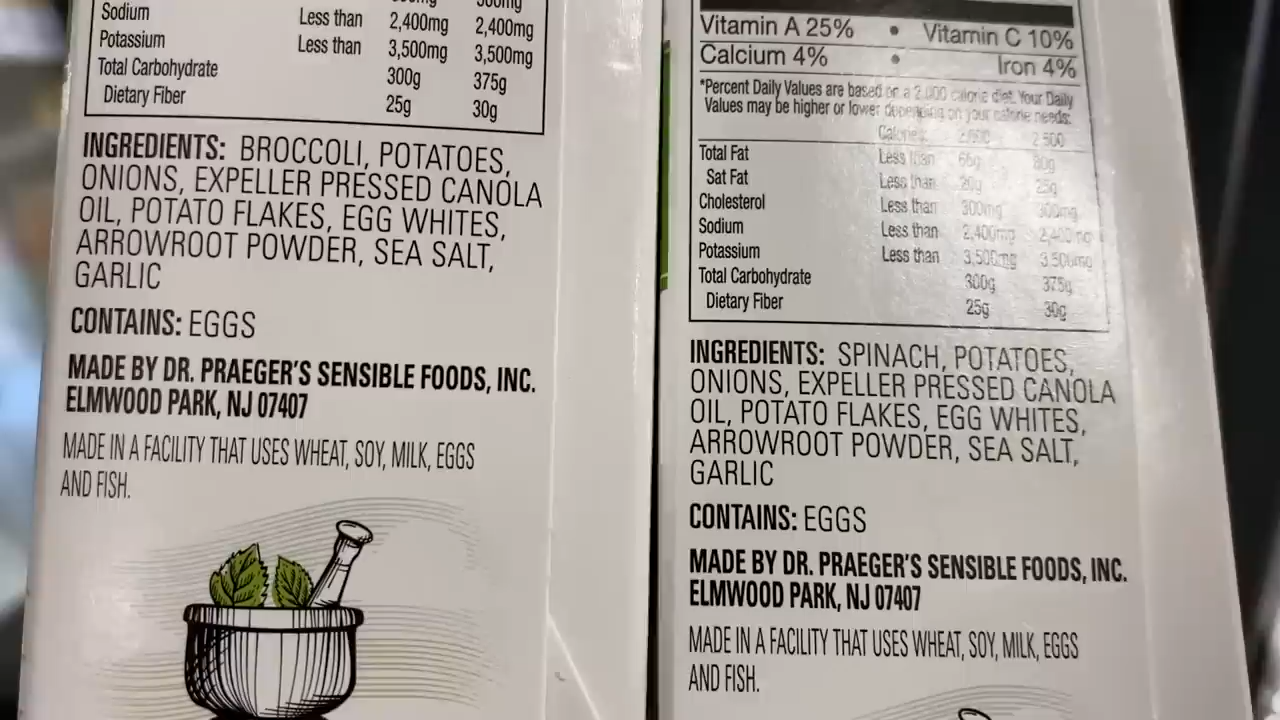 Sodium Less than 2,400mg 2,400mg
Potassium Less than 3,500mg 3,500mg
Total Carbohydrate 300g 375g
Dietary Fiber 25g 30g
INGREDIENTS: BROCCOLI, POTATOES,
ONIONS, EXPELLER PRESSED CANOLA
OIL, POTATO FLAKES, EGG WHITES,
ARROWROOT POWDER, SEA SALT,
GARLIC
CONTAINS: EGGS
MADE BY DR. PRAEGER'S SENSIBLE FOODS, INC.
ELMWOOD PARK, NJ 07407
MADE IN A FACILITY THAT USES WHEAT, SOY, MILK, EGGS
AND FISH.
Vitamin A 25% • Vitamin C 10%
Calcium 4% • Iron 4%
*Percent Daily Values are based on a 2,000 calorie diet. Your Daily
Values may be higher or lower depending on your calorie needs:
Calories 2,000 2,500
Total Fat Less than 65g 80g
Sat Fat Less than 20g 25g
Cholesterol Less than 300mg 300mg
Sodium Less than 2,400mg 2,400mg
Potassium Less than 3,500mg 3,500mg
Total Carbohydrate 300g 375g
Dietary Fiber 25g 30g
INGREDIENTS: SPINACH, POTATOES,
ONIONS, EXPELLER PRESSED CANOLA
OIL, POTATO FLAKES, EGG WHITES,
ARROWROOT POWDER, SEA SALT,
GARLIC
CONTAINS: EGGS
MADE BY DR. PRAEGER'S SENSIBLE FOODS, INC.
ELMWOOD PARK, NJ 07407
MADE IN A FACILITY THAT USES WHEAT, SOY, MILK, EGGS
AND FISH.